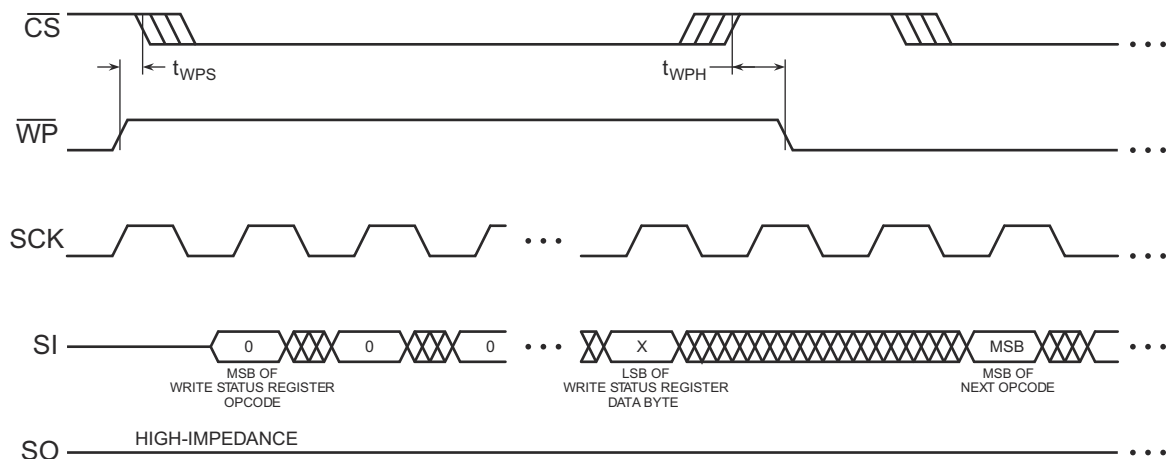 CS
tWPS
tWPH
WP
SCK
SI
0
0
0
X
MSB
MSB OF
WRITE STATUS REGISTER
OPCODE
LSB OF
WRITE STATUS REGISTER
DATA BYTE
MSB OF
NEXT OPCODE
HIGH-IMPEDANCE
SO